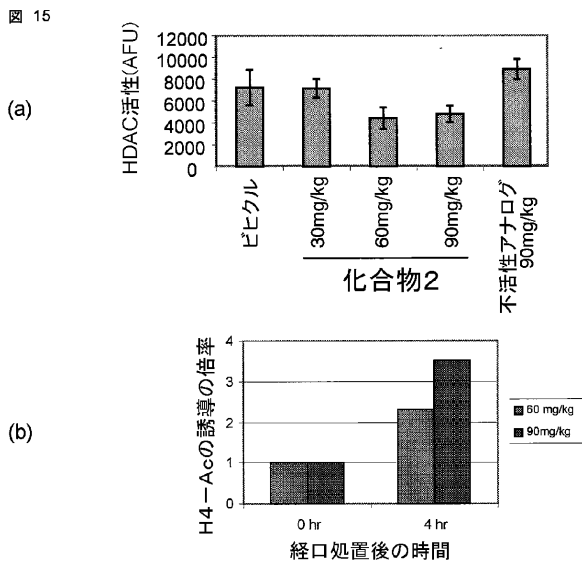 図 15
(a)
HDAC活性(AFU)
12000
10000
8000
6000
4000
2000
0
ビヒクル
30mg/kg
60mg/kg
90mg/kg
不活性アナログ
90mg/kg
化合物2
(b)
H4-Acの誘導の倍率
4
3
2
1
0
0 hr
4 hr
60 mg/kg
90mg/kg
経口処置後の時間